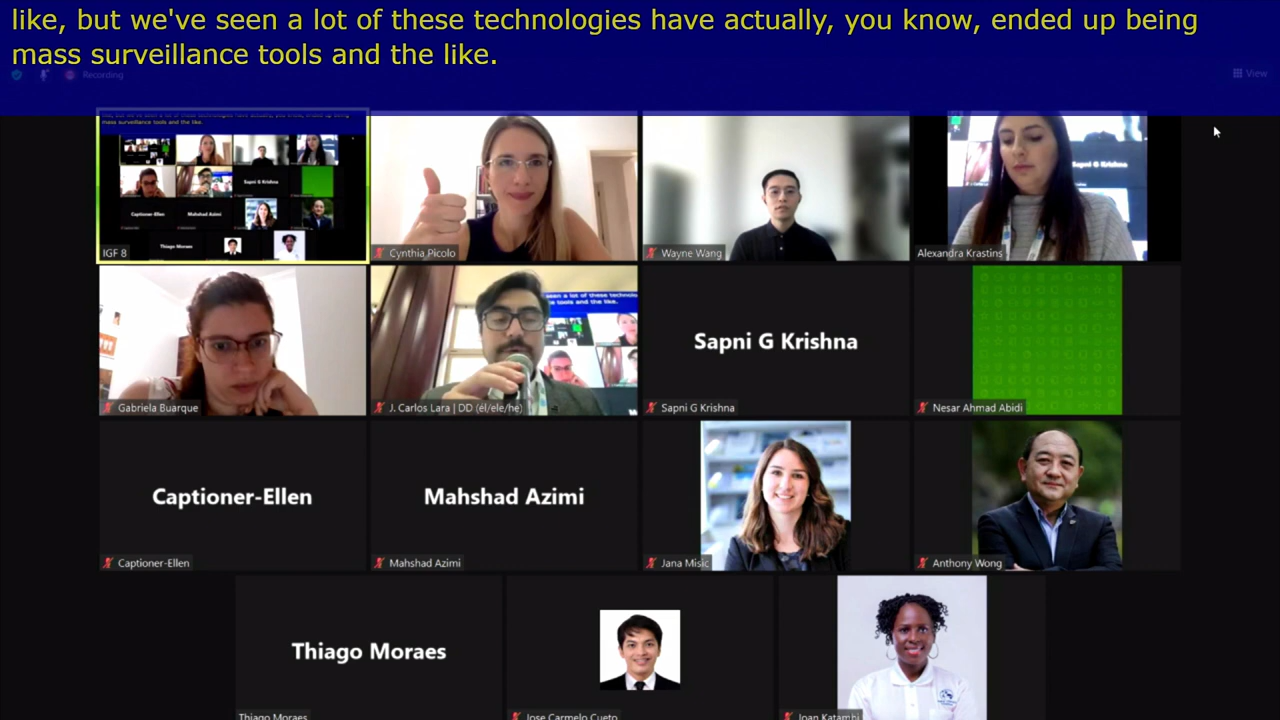 like, but we've seen a lot of these technologies have actually, you know, ended up being
mass surveillance tools and the like.
Recording
View
IGF 8
Cynthia Picolo
Wayne Wang
Alexandra Krastins
Gabriela Buarque
J. Carlos Lara | DD (él/ele/he)
Sapni G Krishna
Sapni G Krishna
Nesar Ahmad Abidi
Captioner-Ellen
Captioner-Ellen
Mahshad Azimi
Mahshad Azimi
Jana Misic
Anthony Wong
Thiago Moraes
Thiago Moraes
Jose Carmelo Cueto
Joan Katambi